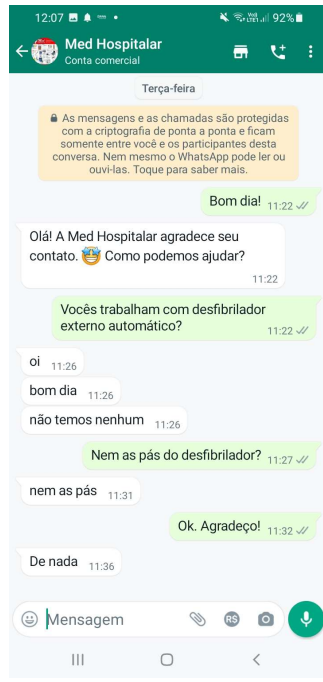 12:07
92%
Med Hospitalar
Conta comercial
Terça-feira
As mensagens e as chamadas são protegidas
com a criptografia de ponta a ponta e ficam
somente entre você e os participantes desta
conversa. Nem mesmo o WhatsApp pode ler ou
ouvi-las. Toque para saber mais.
Bom dia! 11:22
Olá! A Med Hospitalar agradece seu
contato. 🤩 Como podemos ajudar?
11:22
Vocês trabalham com desfibrilador
externo automático? 11:22
oi 11:26
bom dia 11:26
não temos nenhum 11:26
Nem as pás do desfibrilador? 11:27
nem as pás 11:31
Ok. Agradeço! 11:32
De nada 11:36
Mensagem
RS